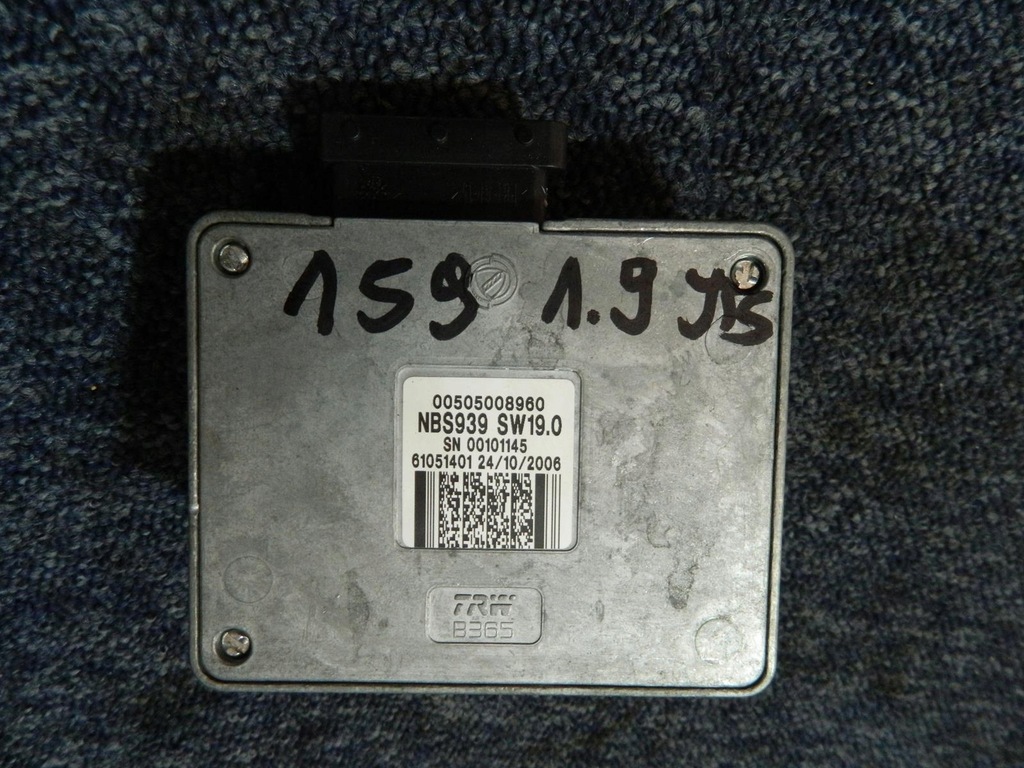 159 1.9 JTS
00505008960
NBS939 SW19.0
SN 00101145
61051401 24/10/2006
TRW
B365